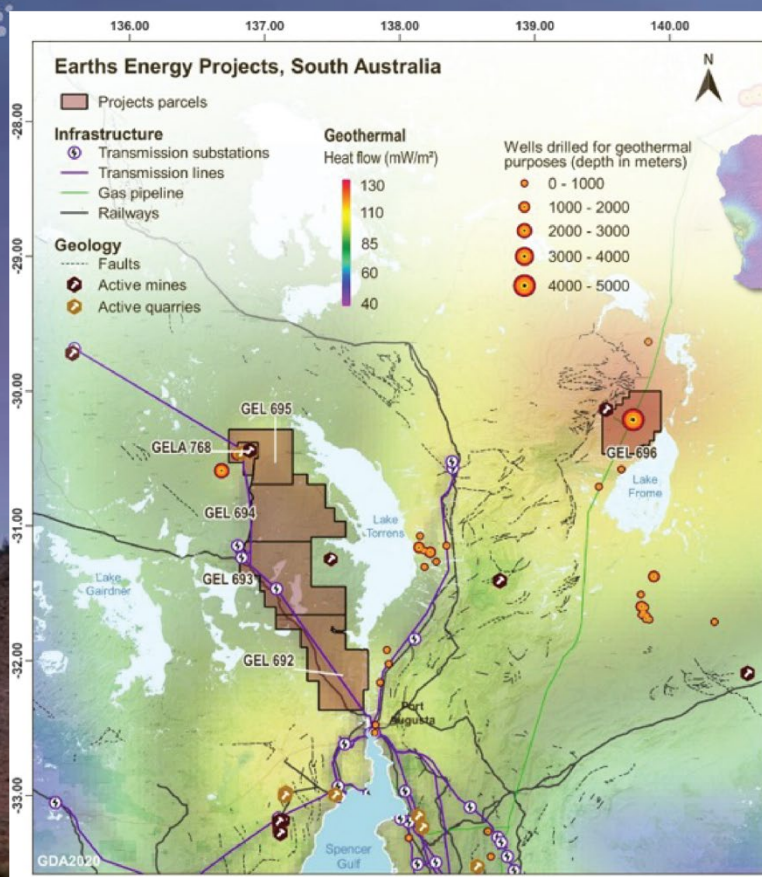 136.00 137.00 138.00 139.00 140.00
Earths Energy Projects, South Australia
N
Projects parcels
Infrastructure
Transmission substations
Transmission lines
Gas pipeline
Railways
Geology
Faults
Active mines
Active quarries
Geothermal
Heat flow (mW/m²)
130
110
85
60
40
Wells drilled for geothermal
purposes (depth in meters)
0 - 1000
1000 - 2000
2000 - 3000
3000 - 4000
4000 - 5000
-28.00
-29.00
-30.00
-31.00
-32.00
-33.00
GEL 695
GELA 768
GEL 696
Lake
Frome
GEL 694
Lake
Torrens
GEL 693
Lake
Gairdner
GEL 692
Port
Augusta
Spencer
Gulf
GDA2020